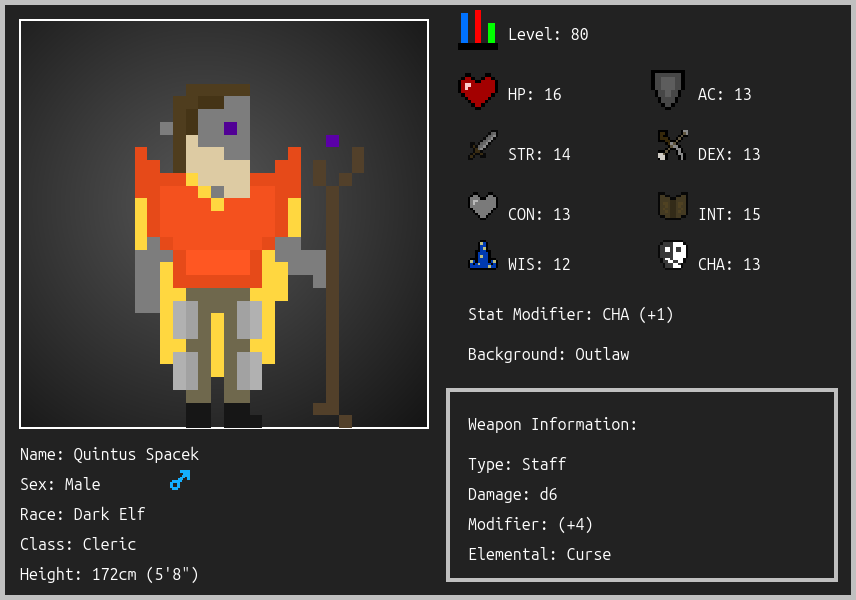 Level: 80
HP: 16
AC: 13
STR: 14
DEX: 13
CON: 13
INT: 15
WIS: 12
CHA: 13
Stat Modifier: CHA (+1)
Background: Outlaw
Weapon Information:
Type: Staff
Damage: d6
Modifier: (+4)
Elemental: Curse
Name: Quintus Spacek
Sex: Male
Race: Dark Elf
Class: Cleric
Height: 172cm (5'8")